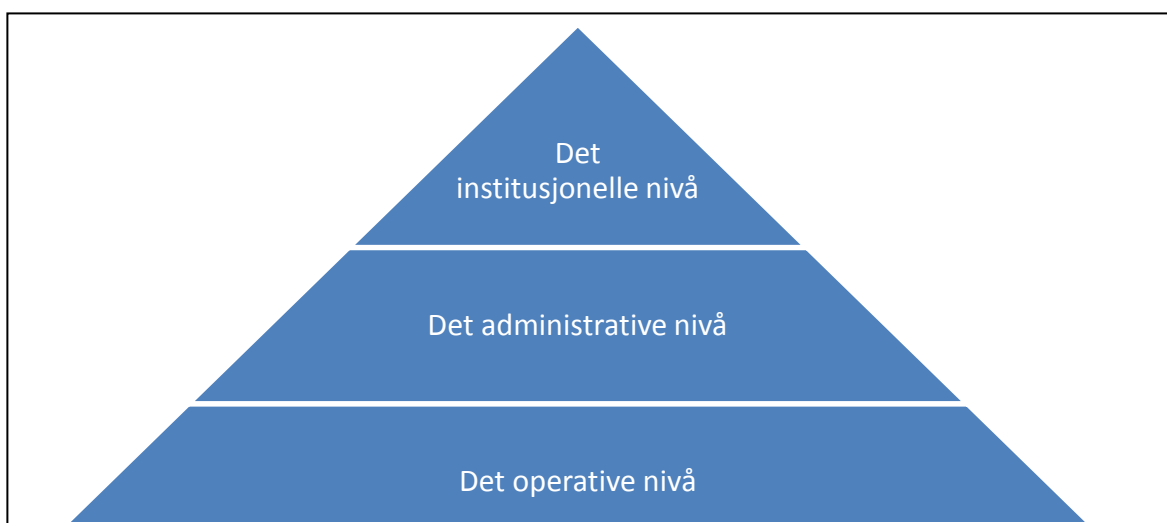 Det
institusjonelle nivå
Det administrative nivå
Det operative nivå